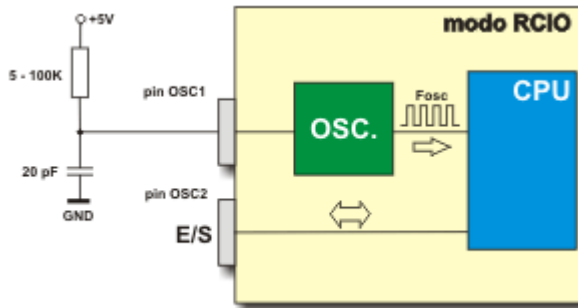 +5V
modo RCIO
5 - 100K
pin OSC1
Fosc
CPU
OSC.
20 pF
pin OSC2
GND
E/S